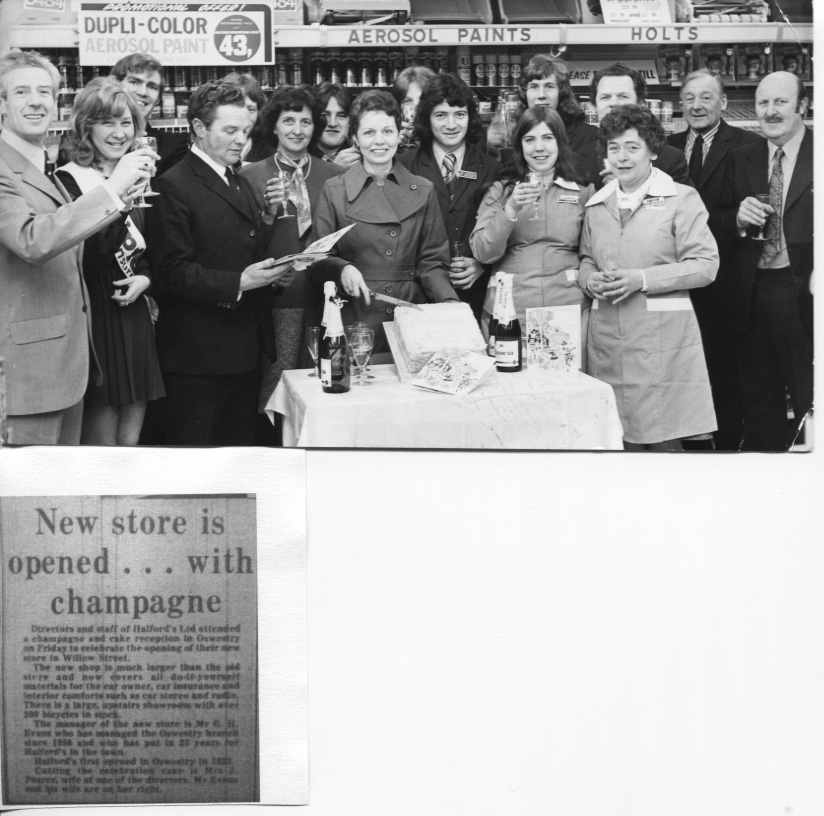 PROMOTIONAL OFFER!
DUPLI-COLOR
AEROSOL PAINT
43
AEROSOL PAINTS
HOLTS
New store is
opened . . . with
champagne
Directors and staff of Halford's Ltd attended
a champagne and cake reception in Oswestry
on Friday to celebrate the opening of their new
store in Willow Street.
The new shop is much larger than the old
store and now covers all do-it-yourself
materials for the car owner, car insurance and
interior comforts such as car stereo and radio.
There is a large, upstairs showroom with over
200 bicycles in stock.
The manager of the new store is Mr G. H.
Evans who has managed the Oswestry branch
since 1956 and who has put in 25 years for
Halford's in the town.
Halford's first opened in Oswestry in
Cutting the celebration cake is Mrs J.
wife of one of the directors. Mr Evans
and his wife are on her right.